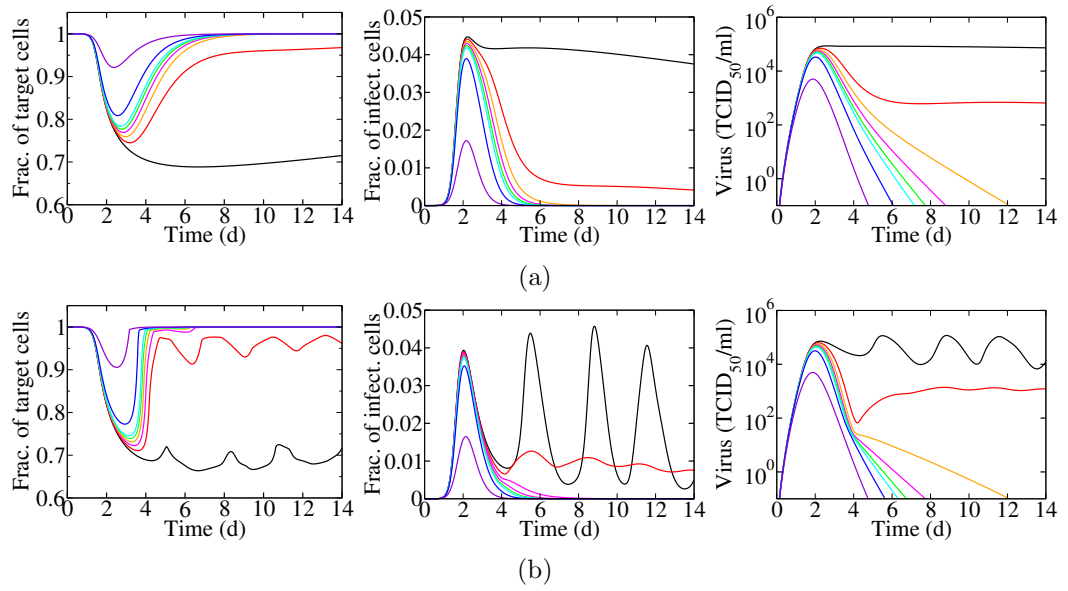 Frac. of target cells
1
0.9
0.8
0.7
0.6
0 2 4 6 8 10 12 14
Time (d)
Frac. of infect. cells
0.05
0.04
0.03
0.02
0.01
0
0 2 4 6 8 10 12 14
Time (d)
Virus (TCID50/ml)
10^6
10^4
10^2
10^0
0 2 4 6 8 10 12 14
Time (d)
(a)
Frac. of target cells
1
0.9
0.8
0.7
0.6
0 2 4 6 8 10 12 14
Time (d)
Frac. of infect. cells
0.05
0.04
0.03
0.02
0.01
0
0 2 4 6 8 10 12 14
Time (d)
Virus (TCID50/ml)
10^6
10^4
10^2
10^0
0 2 4 6 8 10 12 14
Time (d)
(b)